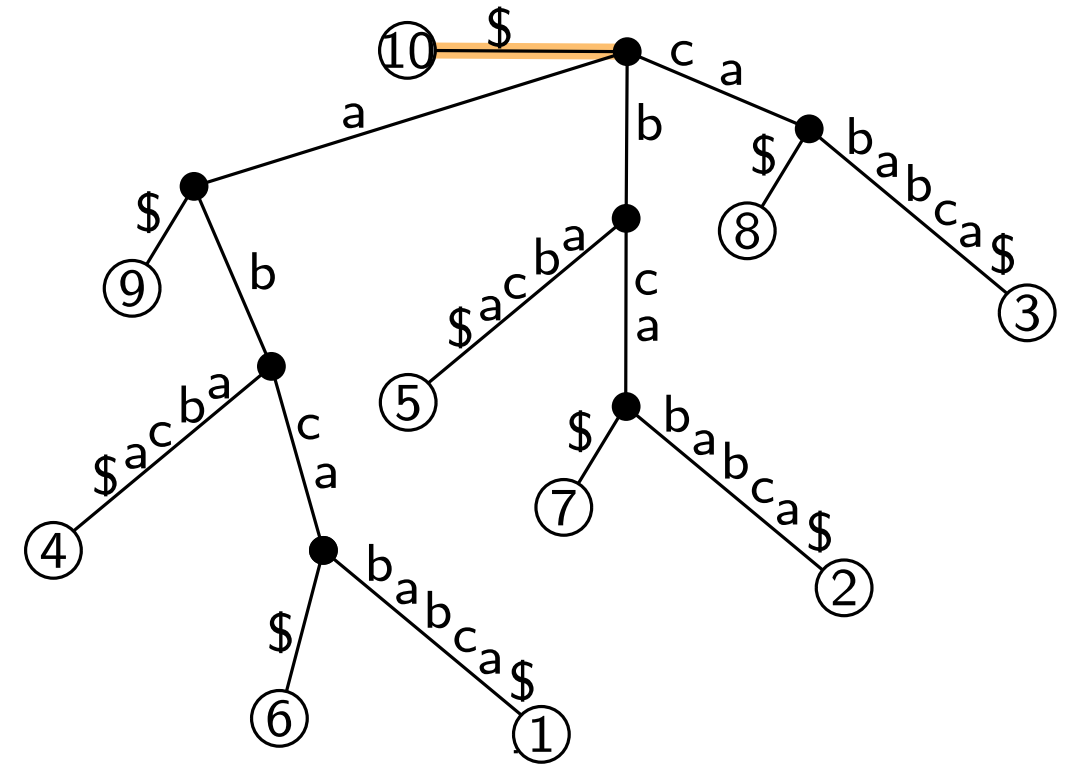 10 $ c a
a b $ b a b c a $
$ 8
9 b a b c a $ c a 3
5
a b c a $ c a $ b a b c a $
4 7 2
$ b a b c a $
6 1